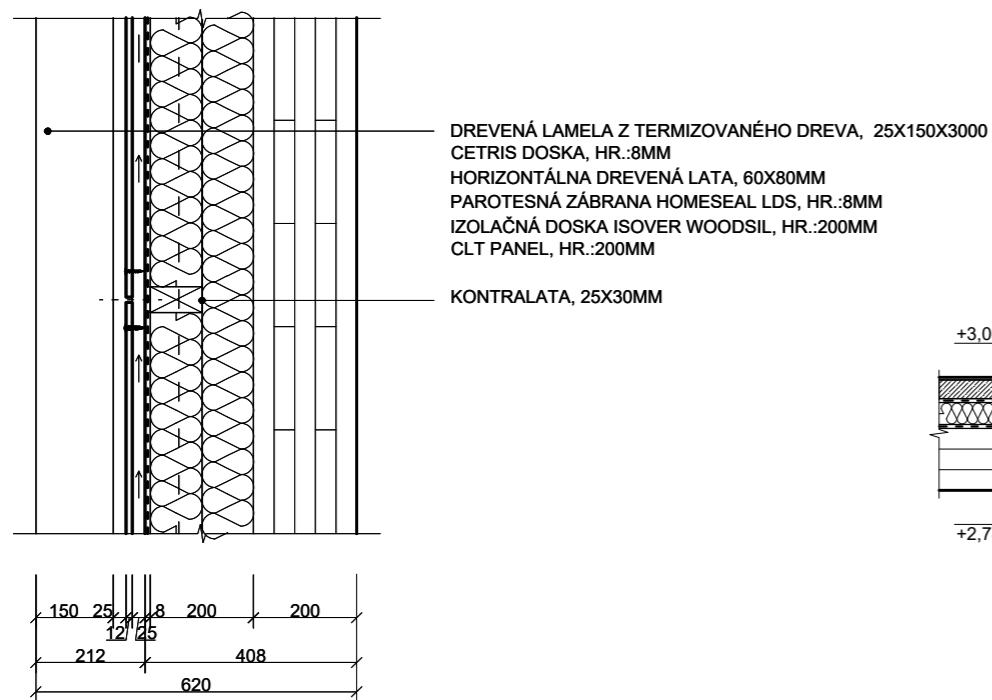 DREVENÁ LAMELA Z TERMIZOVANÉHO DREVA, 25X150X3000
CETRIS DOSKA, HR.:8MM
HORIZONTÁLNA DREVENÁ LATA, 60X80MM
PAROTESNÁ ZÁBRANA HOMESEAL LDS, HR.:8MM
IZOLAČNÁ DOSKA ISOVER WOODSIL, HR.:200MM
CLT PANEL, HR.:200MM
KONTRALATA, 25X30MM
+3,0
+2,7
150 25 8 200 200
12 25
212 408
620